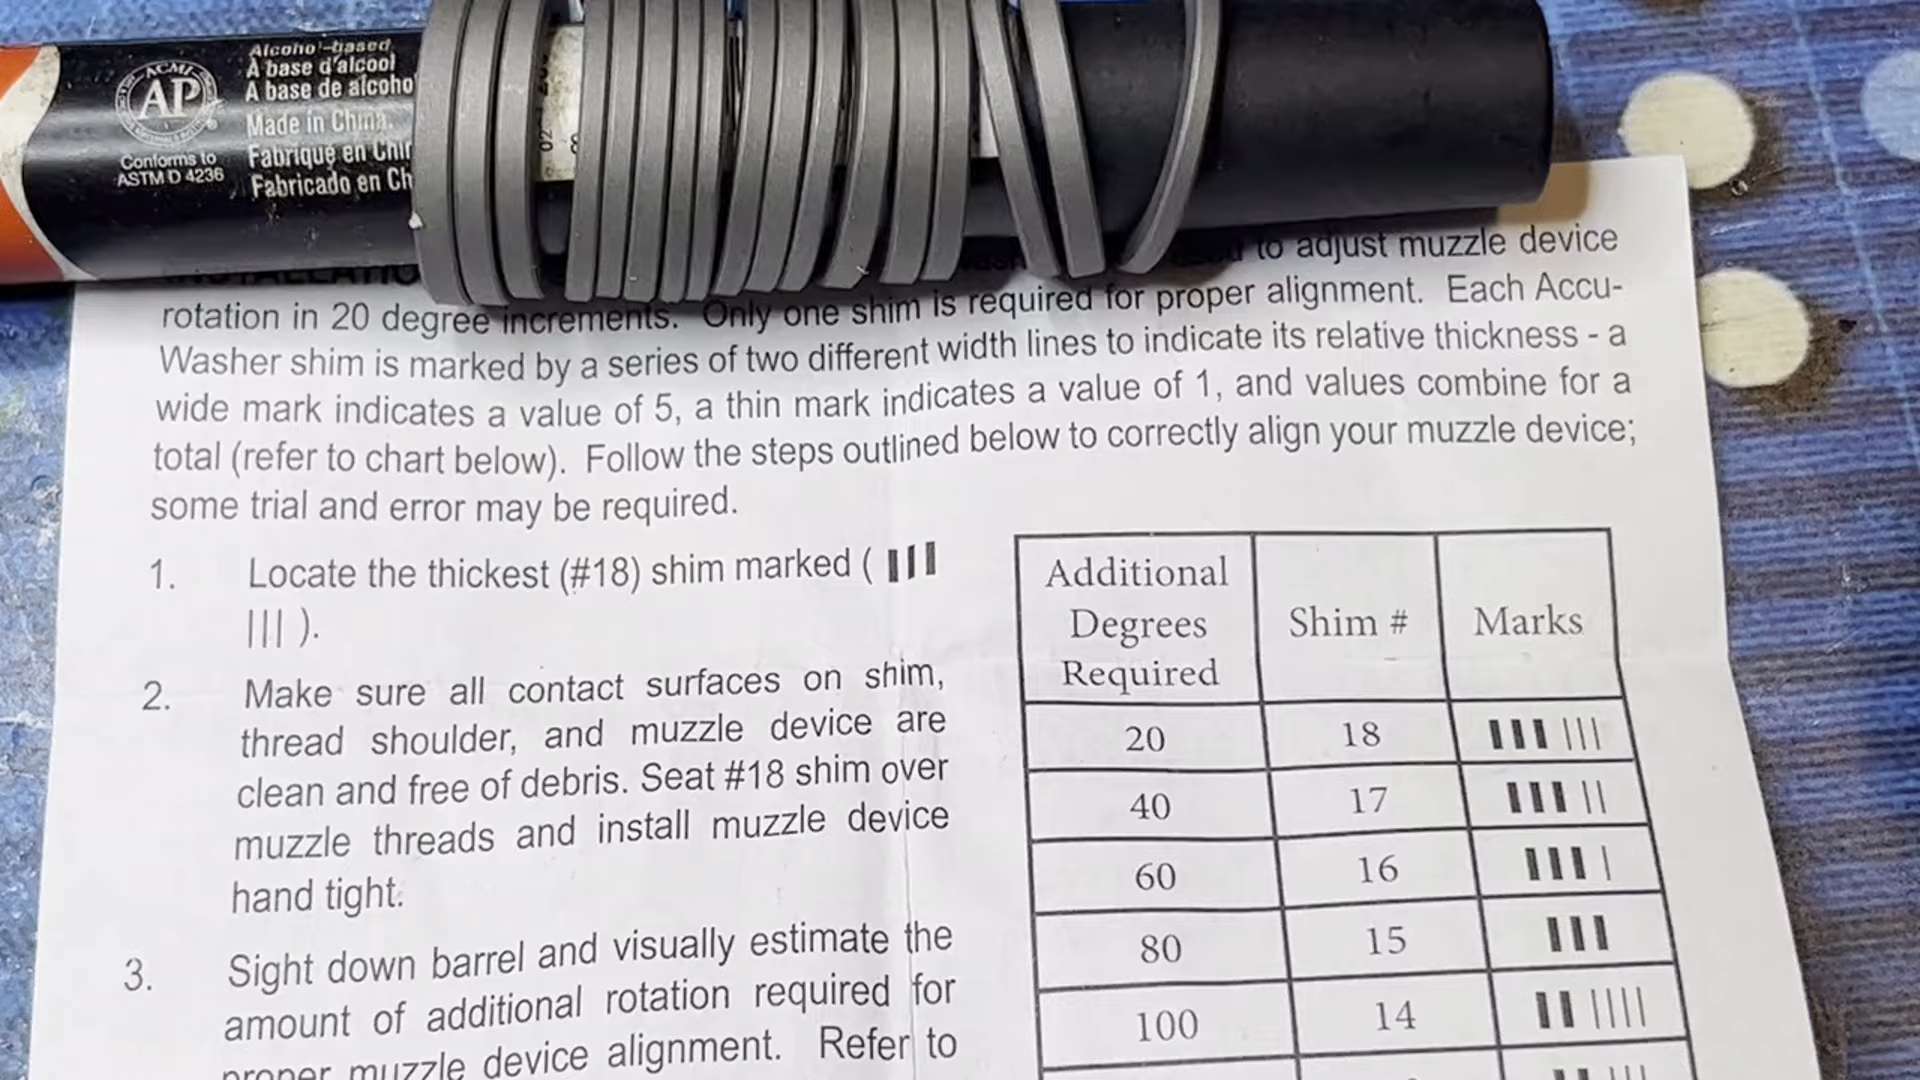 ACMI
AP
Conforms to
ASTM D 4236
Alcohol-based
À base d'alcool
A base de alcoho
Made in China.
Fabriqué en Chin
Fabricado en Ch
to adjust muzzle device
rotation in 20 degree increments. Only one shim is required for proper alignment. Each Accu-
Washer shim is marked by a series of two different width lines to indicate its relative thickness - a
wide mark indicates a value of 5, a thin mark indicates a value of 1, and values combine for a
total (refer to chart below). Follow the steps outlined below to correctly align your muzzle device;
some trial and error may be required.
1. Locate the thickest (#18) shim marked ( ❚❚❚
||| ).
2. Make sure all contact surfaces on shim,
thread shoulder, and muzzle device are
clean and free of debris. Seat #18 shim over
muzzle threads and install muzzle device
hand tight.
3. Sight down barrel and visually estimate the
amount of additional rotation required for
proper muzzle device alignment. Refer to
Additional
Degrees
Required
Shim #
Marks
20 18 ❚❚❚ |||
40 17 ❚❚❚ ||
60 16 ❚❚❚ |
80 15 ❚❚❚
100 14 ❚❚ ||||